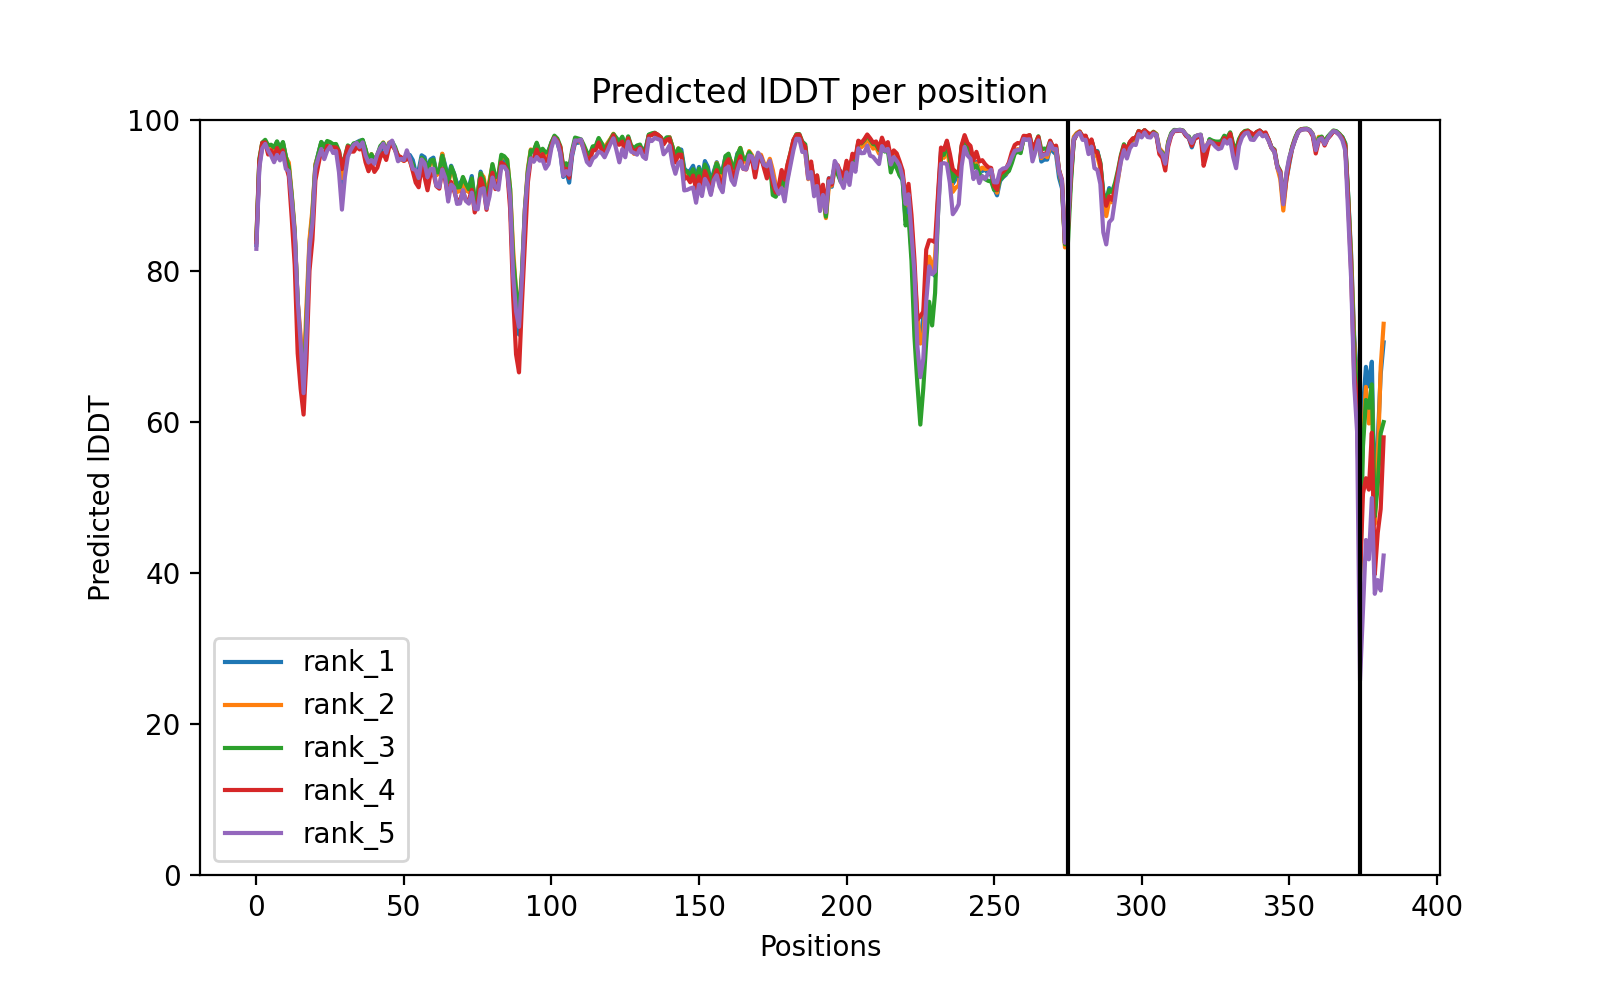 Predicted lDDT per position
100
80
60
40
20
0
Predicted lDDT
rank_1
rank_2
rank_3
rank_4
rank_5
0 50 100 150 200 250 300 350 400
Positions